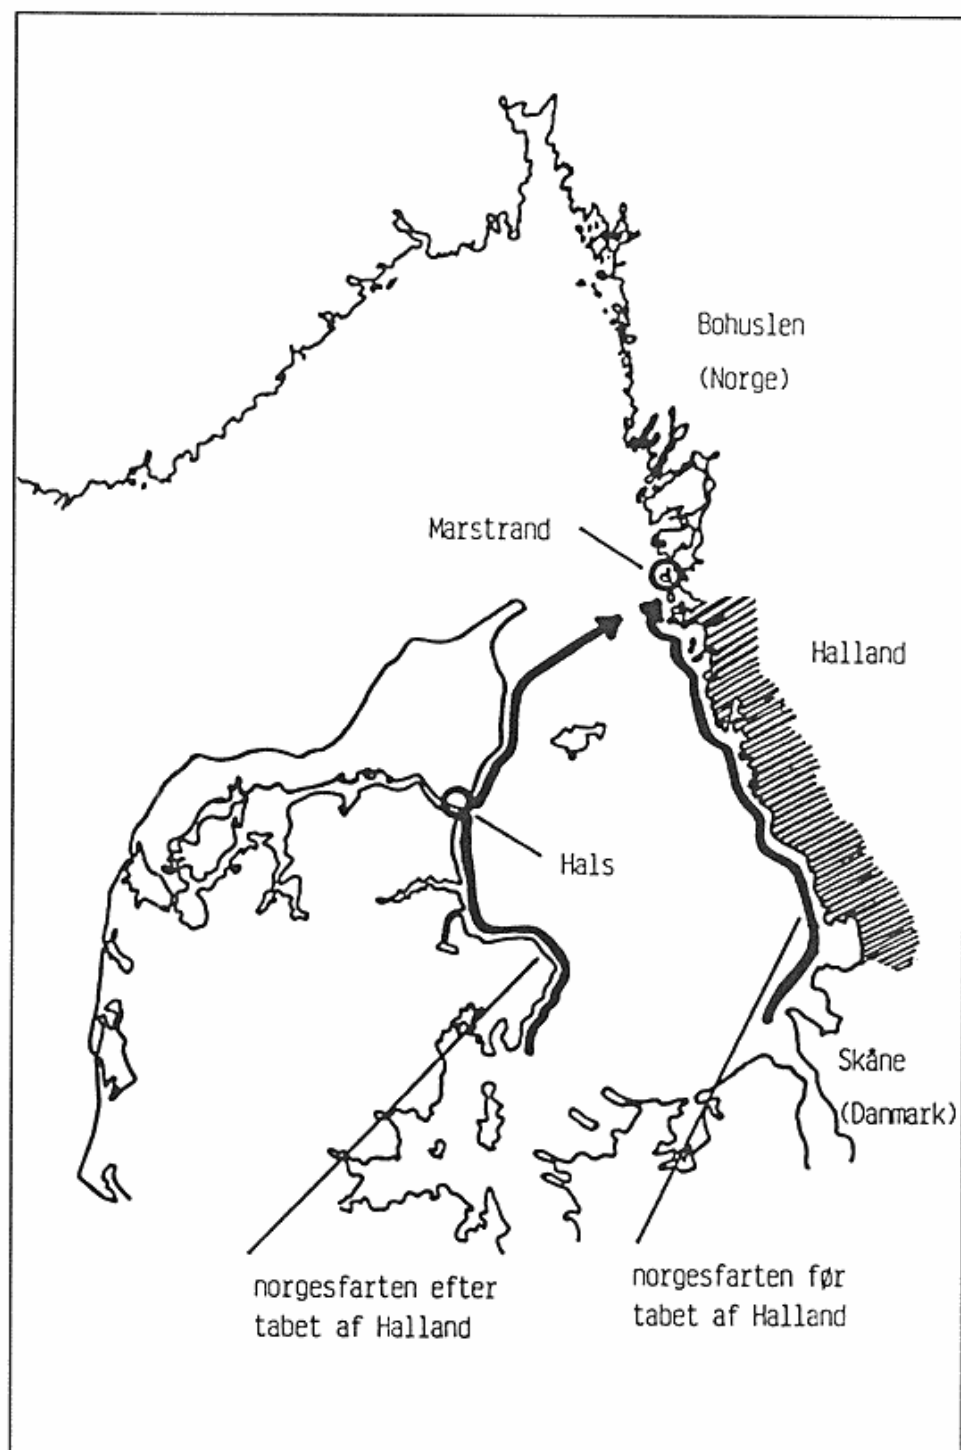 Bohuslen
(Norge)
Marstrand
Halland
Hals
Skåne
(Danmark)
norgesfarten efter
tabet af Halland
norgesfarten før
tabet af Halland